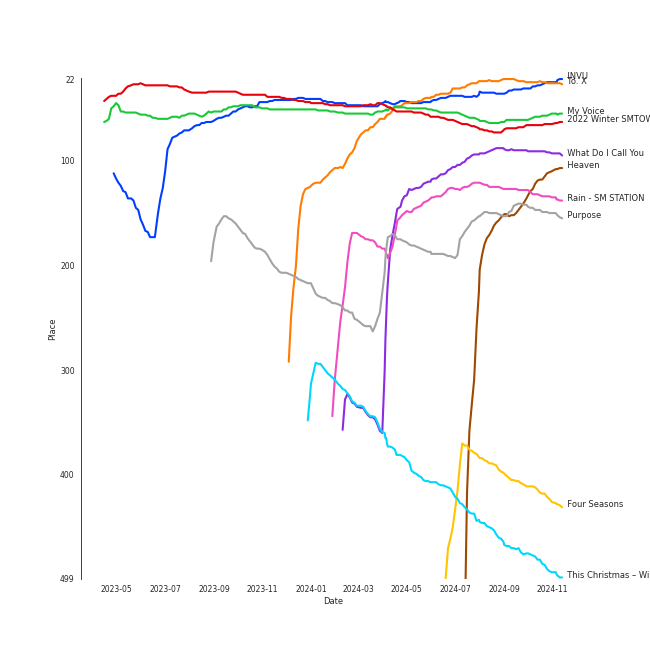 22
100
200
300
400
499
Place
2023-05
2023-07
2023-09
2023-11
2024-01
2024-03
2024-05
2024-07
2024-09
2024-11
Date
INVU
To. X
My Voice
2022 Winter SMTOW
What Do I Call You
Heaven
Rain - SM STATION
Purpose
Four Seasons
This Christmas – Wi